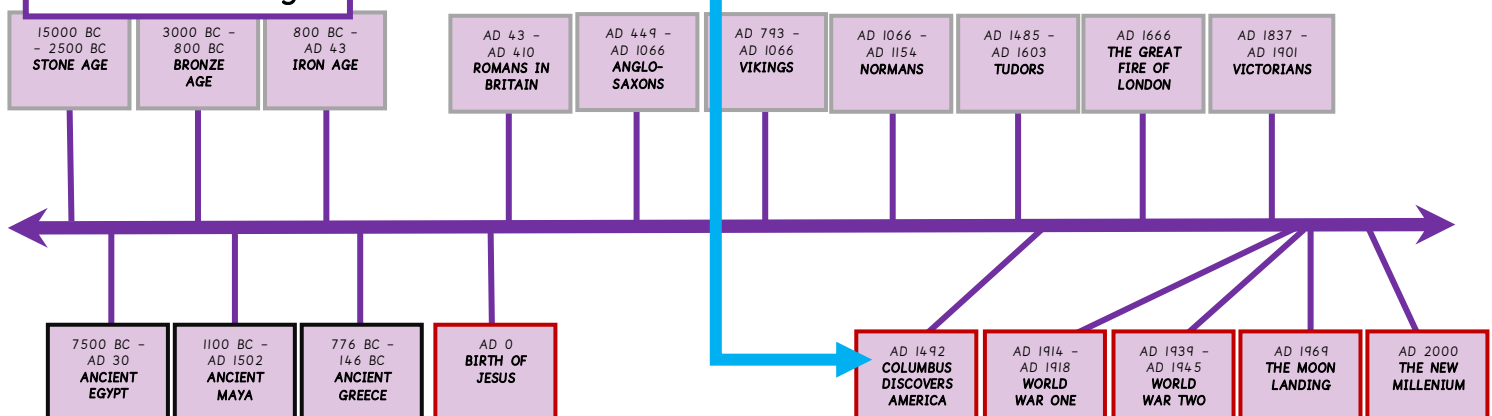 15000 BC
– 2500 BC
STONE AGE
3000 BC –
800 BC
BRONZE
AGE
800 BC –
AD 43
IRON AGE
AD 43 –
AD 410
ROMANS IN
BRITAIN
AD 449 –
AD 1066
ANGLO-
SAXONS
AD 793 –
AD 1066
VIKINGS
AD 1066 –
AD 1154
NORMANS
AD 1485 –
AD 1603
TUDORS
AD 1666
THE GREAT
FIRE OF
LONDON
AD 1837 –
AD 1901
VICTORIANS
7500 BC –
AD 30
ANCIENT
EGYPT
1100 BC –
AD 1502
ANCIENT
MAYA
776 BC –
146 BC
ANCIENT
GREECE
AD 0
BIRTH OF
JESUS
AD 1492
COLUMBUS
DISCOVERS
AMERICA
AD 1914 –
AD 1918
WORLD
WAR ONE
AD 1939 –
AD 1945
WORLD
WAR TWO
AD 1969
THE MOON
LANDING
AD 2000
THE NEW
MILLENIUM